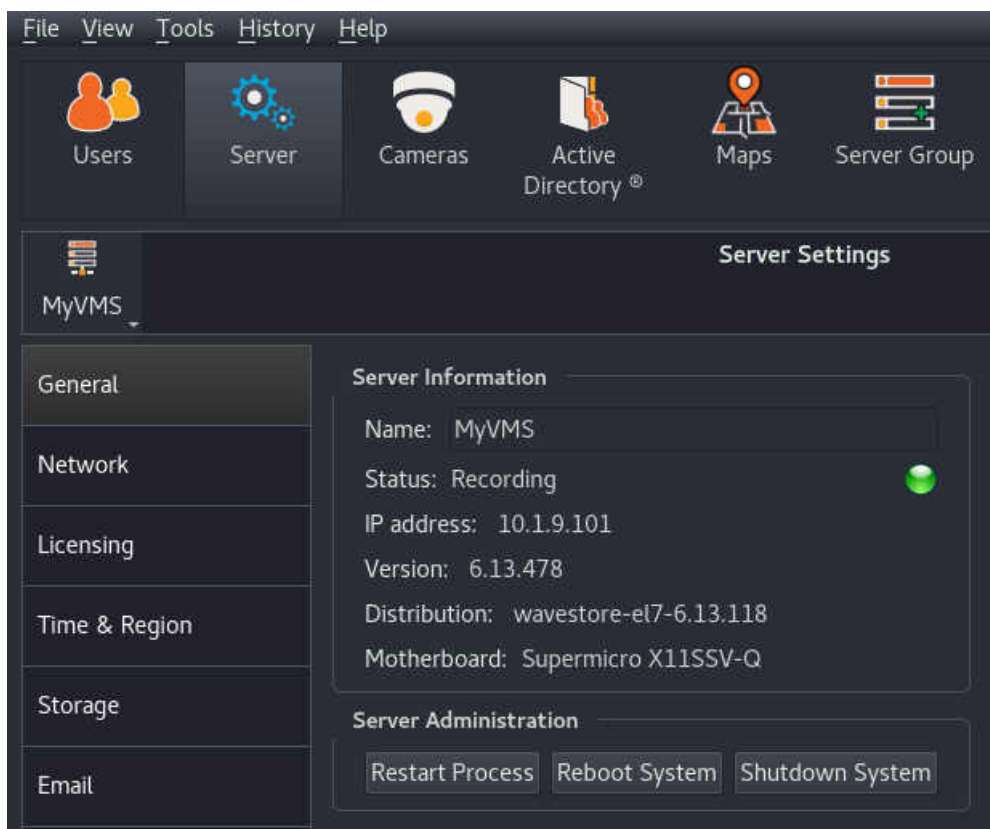 File View Tools History Help
Users Server Cameras Active Directory ® Maps Server Group
MyVMS
Server Settings
General
Network
Licensing
Time & Region
Storage
Email
Server Information
Name: MyVMS
Status: Recording
IP address: 10.1.9.101
Version: 6.13.478
Distribution: wavestore-el7-6.13.118
Motherboard: Supermicro X11SSV-Q
Server Administration
Restart Process Reboot System Shutdown System